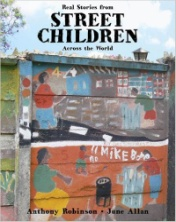 Real Stories from
STREET
CHILDREN
Across the World
MIKE
Anthony Robinson • June Allan